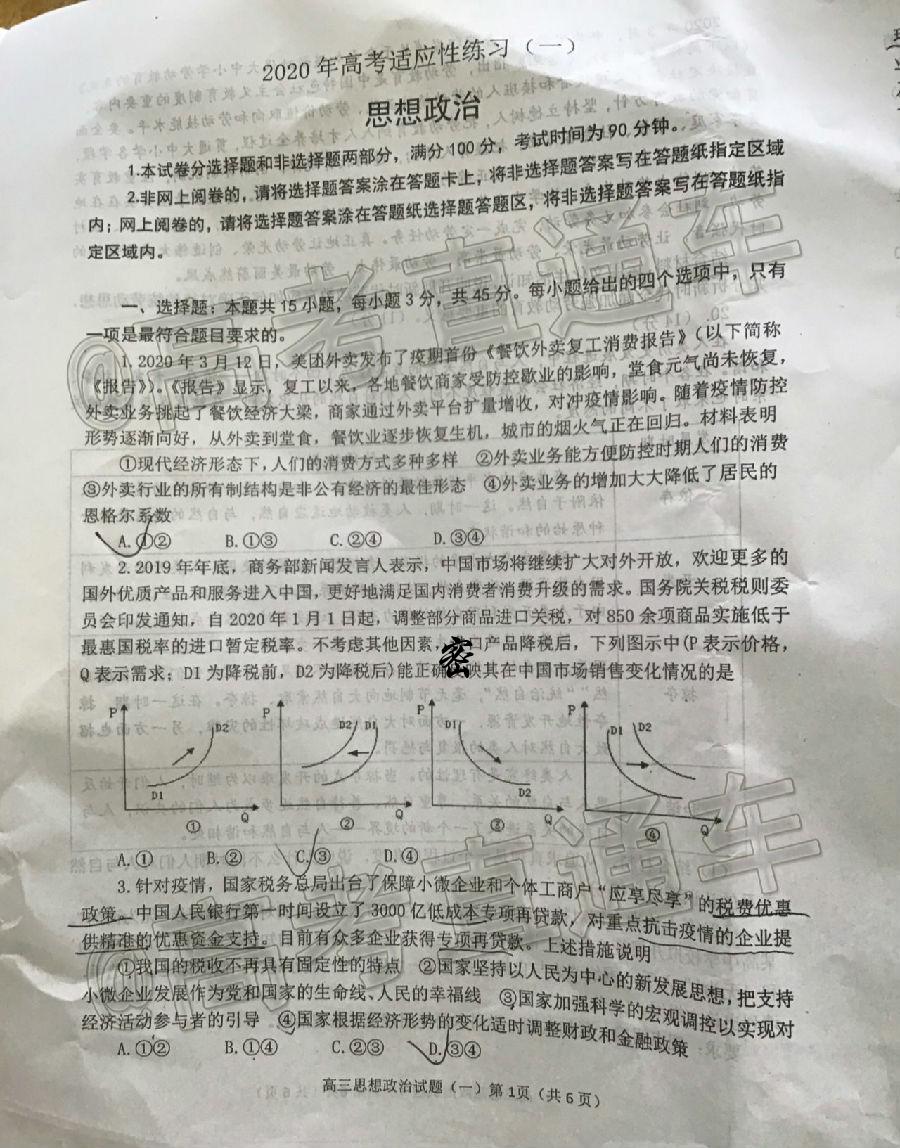 2020年高考适应性练习（一）
思想政治
1.本试卷分选择题和非选择题两部分，满分100分，考试时间为90分钟。
2.非网上阅卷的，请将选择题答案涂在答题卡上，将非选择题答案写在答题纸指定区域
内；网上阅卷的，请将选择题答案涂在答题纸选择题答题区，将非选择题答案写在答题纸指
定区域内。
一、选择题：本题共15小题，每小题3分，共45分。每小题给出的四个选项中，只有
一项是最符合题目要求的。
1.2020年3月12日，美团外卖发布了疫期首份《餐饮外卖复工消费报告》（以下简称
《报告》）。《报告》显示，复工以来，各地餐饮商家受防控歇业的影响，堂食元气尚未恢复，
外卖业务挑起了餐饮经济大梁，商家通过外卖平台扩量增收，对冲疫情影响。随着疫情防控
形势逐渐向好，从外卖到堂食，餐饮业逐步恢复生机，城市的烟火气正在回归。材料表明
①现代经济形态下，人们的消费方式多种多样 ②外卖业务能方便防控时期人们的消费
③外卖行业的所有制结构是非公有经济的最佳形态 ④外卖业务的增加大大降低了居民的
恩格尔系数
A.①② B.①③ C.②④ D.③④
2.2019年年底，商务部新闻发言人表示，中国市场将继续扩大对外开放，欢迎更多的
国外优质产品和服务进入中国，更好地满足国内消费者消费升级的需求。国务院关税税则委
员会印发通知，自2020年1月1日起，调整部分商品进口关税，对850余项商品实施低于
最惠国税率的进口暂定税率。不考虑其他因素，密口产品降税后，下列图示中(P表示价格，
Q表示需求；D1为降税前，D2为降税后)能正确映其在中国市场销售变化情况的是
P D2 D1 Q ①
P D2 D1 Q ②
P D1 D2 Q ③
P D1 D2 Q ④
A.① B.② C.③ D.④
3.针对疫情，国家税务总局出台了保障小微企业和个体工商户“应享尽享”的税费优惠
政策。中国人民银行第一时间设立了3000亿低成本专项再贷款，对重点抗击疫情的企业提
供精准的优惠资金支持。目前有众多企业获得专项再贷款。上述措施说明
①我国的税收不再具有固定性的特点 ②国家坚持以人民为中心的新发展思想，把支持
小微企业发展作为党和国家的生命线、人民的幸福线 ③国家加强科学的宏观调控以实现对
经济活动参与者的引导 ④国家根据经济形势的变化适时调整财政和金融政策
A.①② B.①④ C.②③ D.③④
高三思想政治试题（一）第1页（共6页）
@高考直通车
@高考直通车